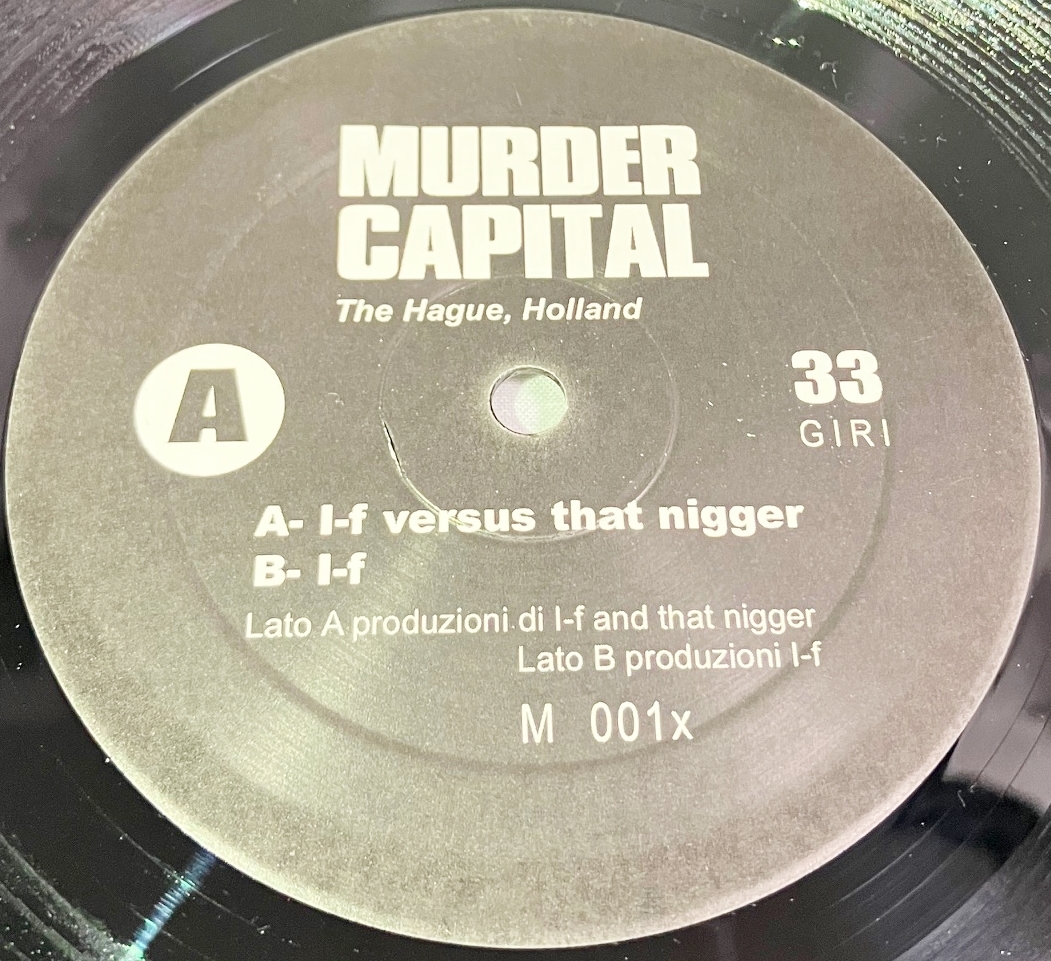 MURDER
CAPITAL
The Hague, Holland
A
33
GIRI
A- I-f versus that nigger
B- I-f
Lato A produzioni di I-f and that nigger
Lato B produzioni I-f
M 001x